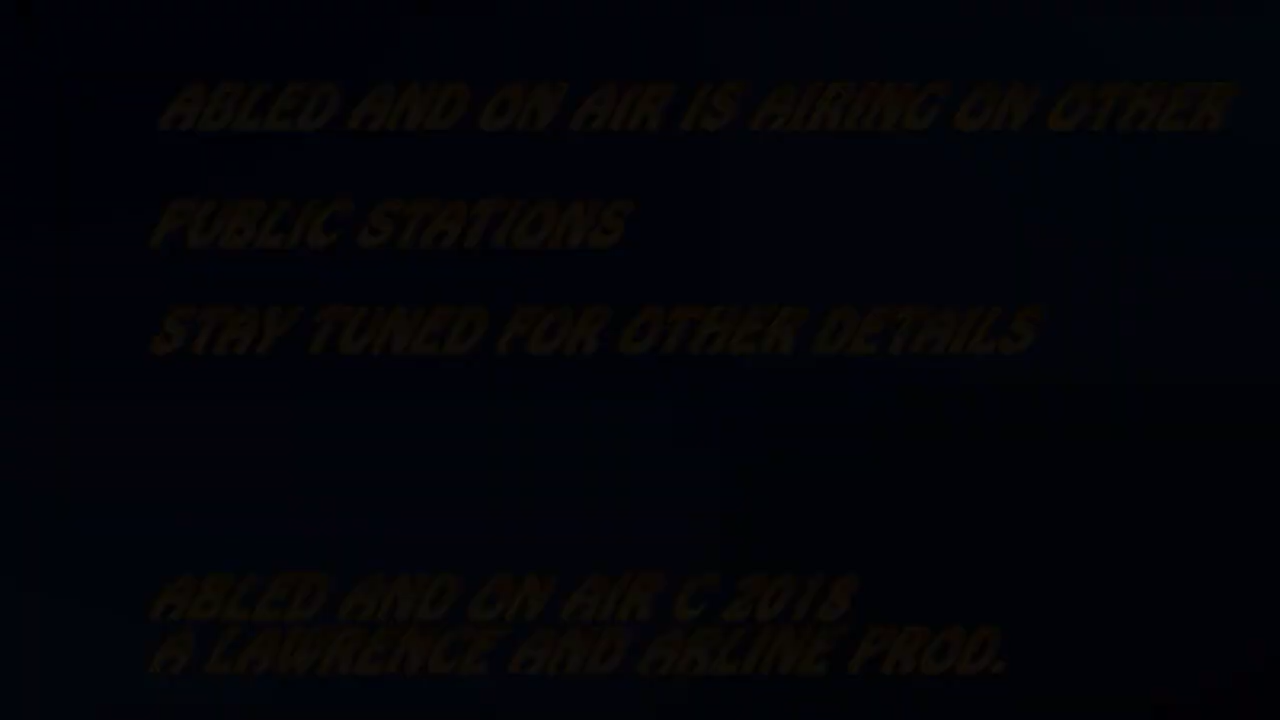 ABLED AND ON AIR IS AIRING ON OTHER
PUBLIC STATIONS
STAY TUNED FOR OTHER DETAILS
ABLED AND ON AIR C 2018
A LAWRENCE AND ARLINE PROD.